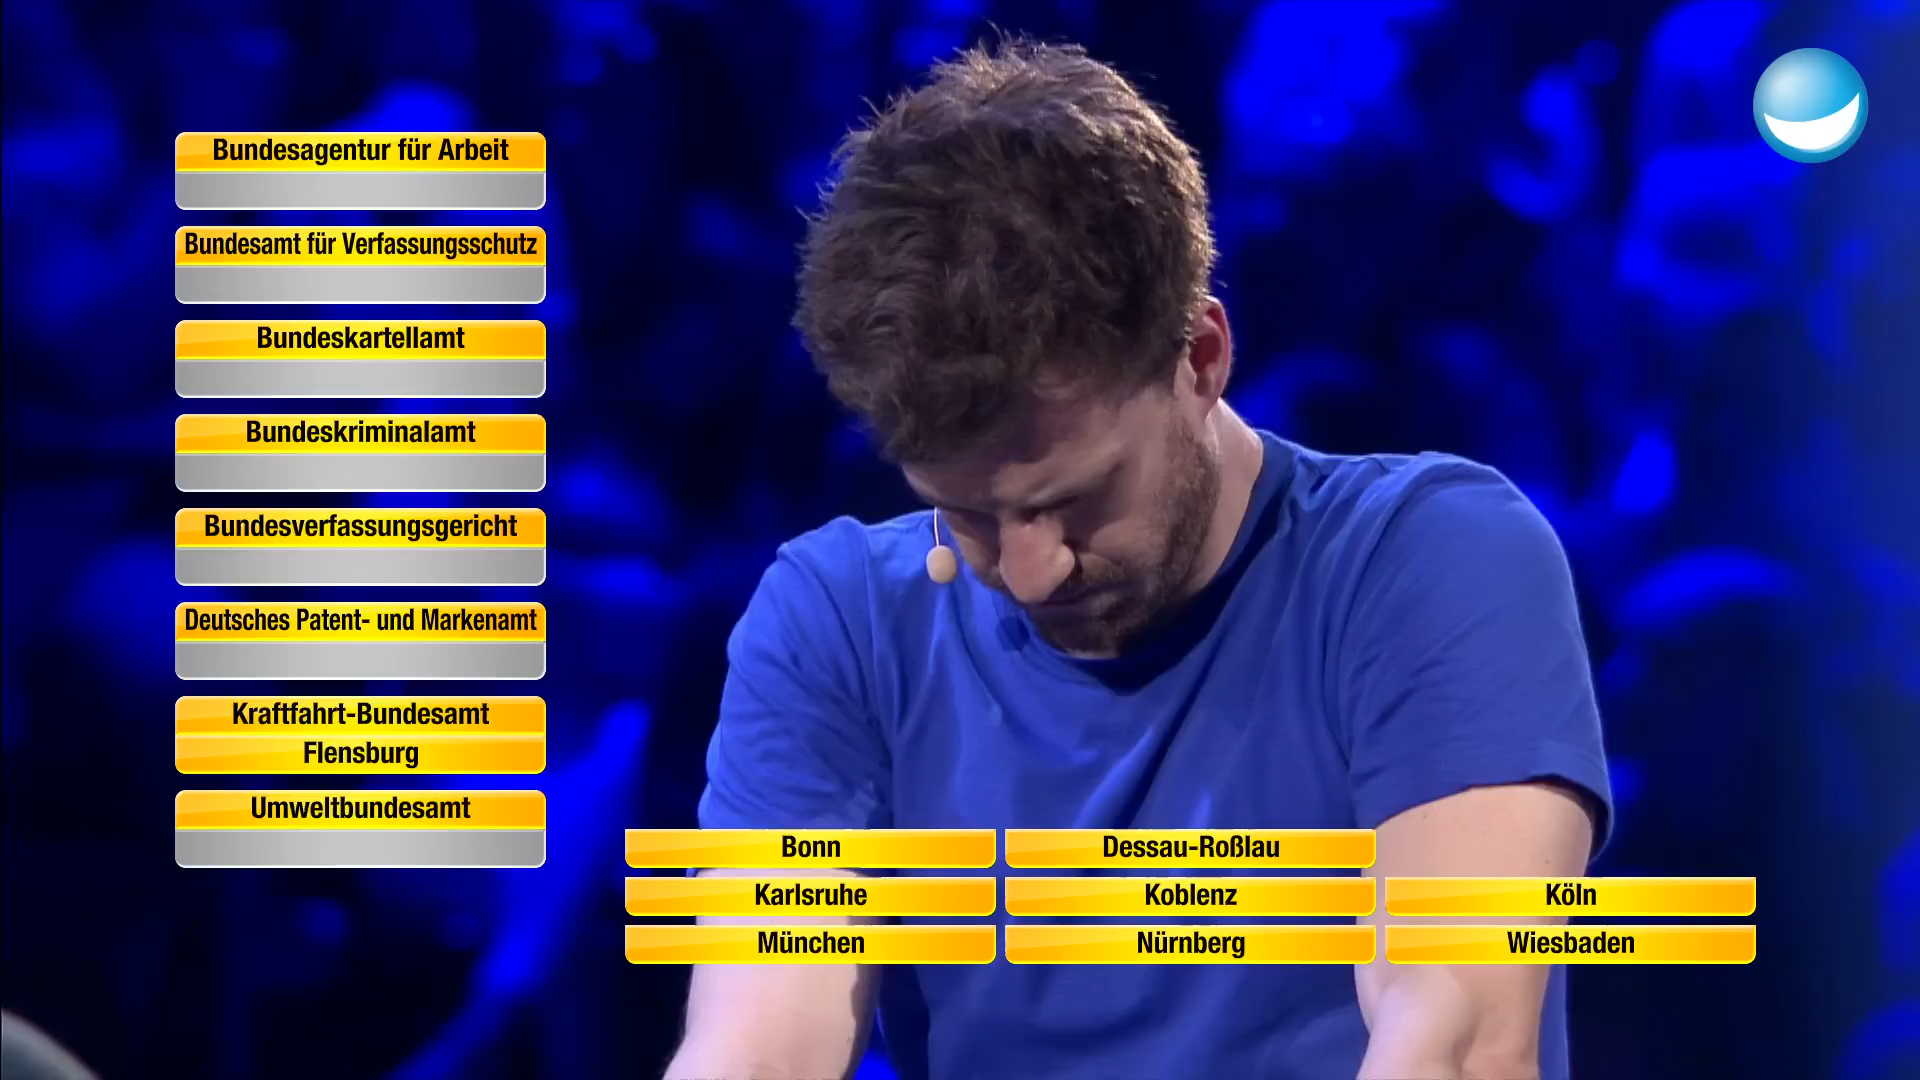 Bundesagentur für Arbeit
Bundesamt für Verfassungsschutz
Bundeskartellamt
Bundeskriminalamt
Bundesverfassungsgericht
Deutsches Patent- und Markenamt
Kraftfahrt-Bundesamt
Flensburg
Umweltbundesamt
Bonn
Dessau-Roßlau
Karlsruhe
Koblenz
Köln
München
Nürnberg
Wiesbaden